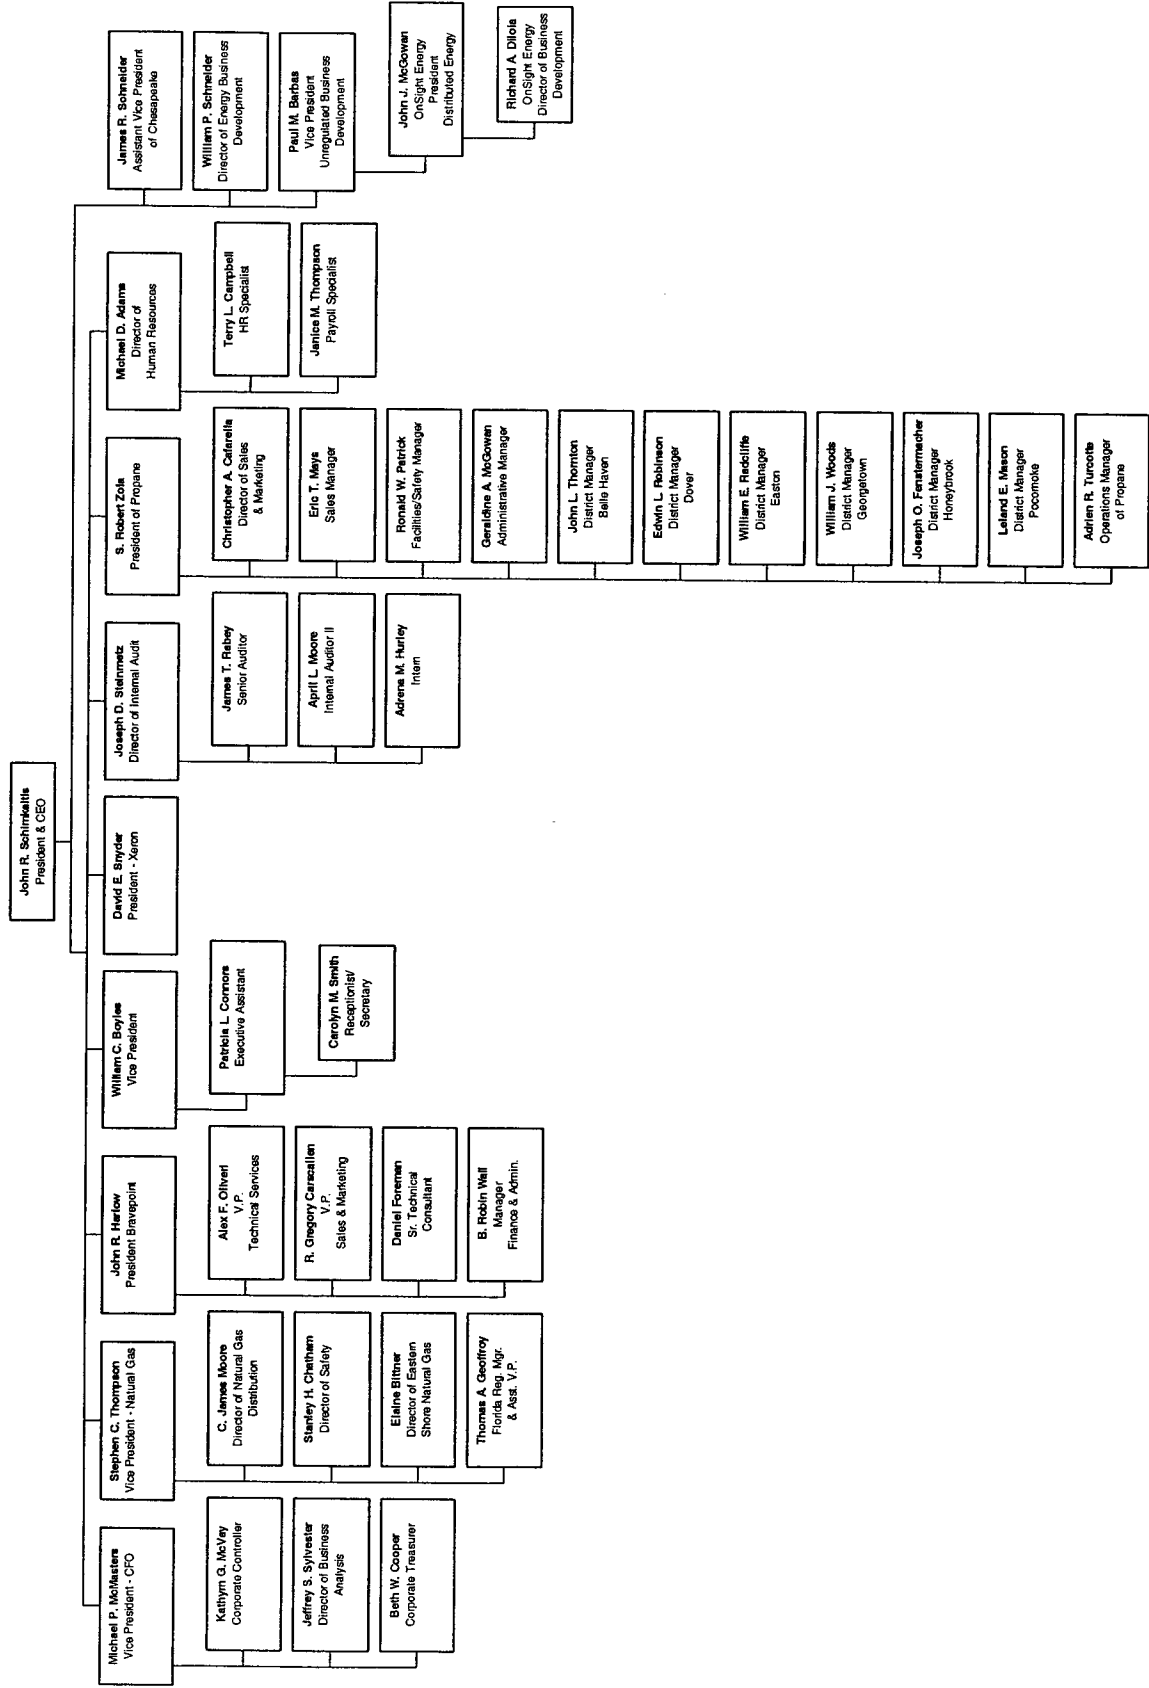 John R. Schimkaitis
President & CEO
Michael P. McMasters
Vice President - CFO
Kathym G. McVey
Corporate Controller
Jeffrey S. Sylvester
Director of Business
Analysis
Beth W. Cooper
Corporate Treasurer
Stephen C. Thompson
Vice President - Natural Gas
C. James Moore
Director of Natural Gas
Distribution
Stanley H. Chatham
Director of Safety
Elaine Bittner
Director of Eastern
Shore Natural Gas
Thomas A. Geoffroy
Florida Reg. Mgr.
& Asst. V.P.
John R. Harlow
President Bravepoint
Alex F. Oliveri
V.P.
Technical Services
R. Gregory Carscallen
V.P.
Sales & Marketing
Daniel Foreman
Sr. Technical
Consultant
B. Robin Wall
Manager
Finance & Admin.
William C. Boyles
Vice President
Patricia L. Connors
Executive Assistant
Carolyn M. Smith
Receptionist/
Secretary
David E. Snyder
President - Xeron
Joseph D. Steinmetz
Director of Internal Audit
James T. Rabey
Senior Auditor
April L. Moore
Internal Auditor II
Adrena M. Hurley
Intern
S. Robert Zola
President of Propane
Christopher A. Cafarella
Director of Sales
& Marketing
Eric T. Mays
Sales Manager
Ronald W. Patrick
Facilities/Safety Manager
Geraldine A. McGowan
Administrative Manager
John L. Thornton
District Manager
Belle Haven
Edwin L. Robinson
District Manager
Dover
William E. Radcliffe
District Manager
Easton
William J. Woods
District Manager
Georgetown
Joseph O. Fenstermacher
District Manager
Honeybrook
Leland E. Mason
District Manager
Pocomoke
Adrien R. Turcotte
Operations Manager
of Propane
Michael D. Adams
Director of
Human Resources
Terry L. Campbell
HR Specialist
Janice M. Thompson
Payroll Specialist
James R. Schneider
Assistant Vice President
of Chesapeake
William P. Schneider
Director of Energy Business
Development
Paul M. Barbas
Vice President
Unregulated Business
Development
John J. McGowan
OnSight Energy
President
Distributed Energy
Richard A. Dilola
OnSight Energy
Director of Business
Development